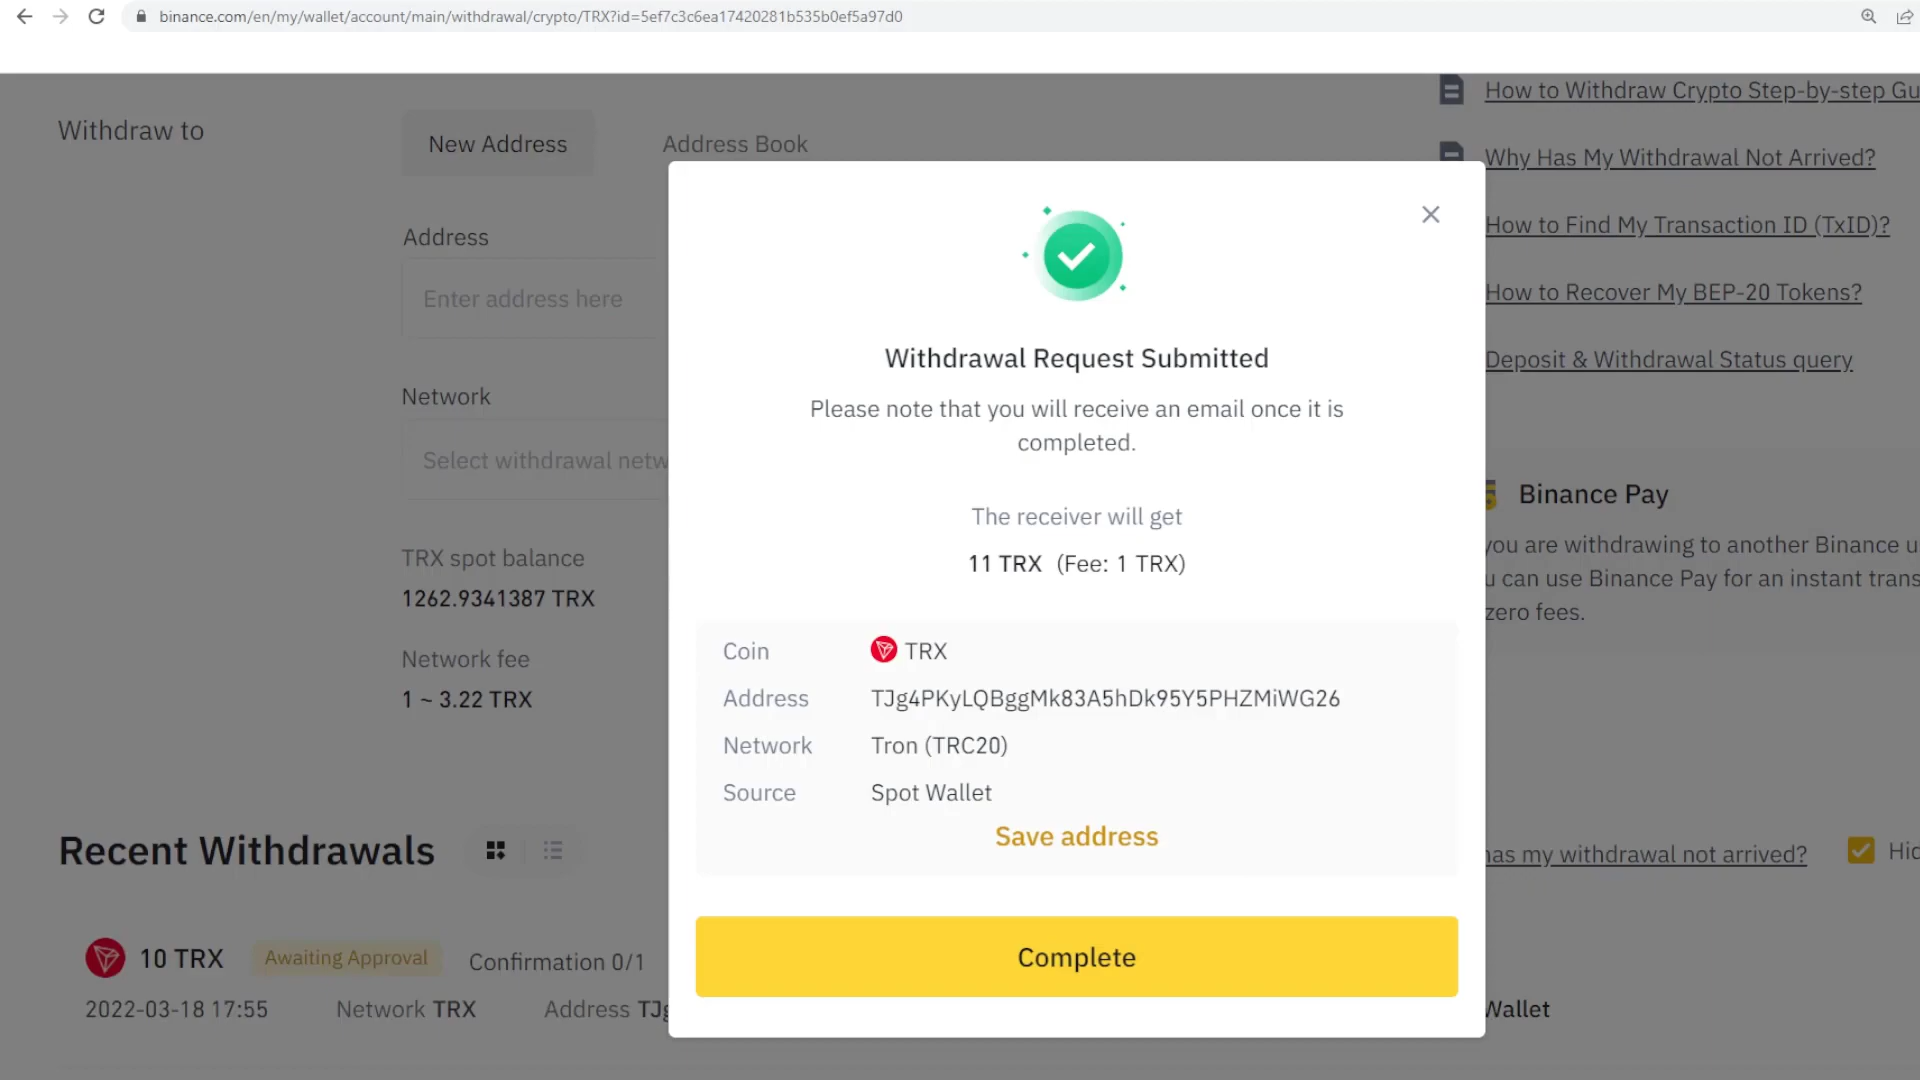 binance.com/en/my/wallet/account/main/withdrawal/crypto/TRX?id=5ef7c3c6ea17420281b535b0ef5a97d0
Withdraw to
New Address
Address Book
Address
Enter address here
Network
Select withdrawal netw
TRX spot balance
1262.9341387 TRX
Network fee
1 ~ 3.22 TRX
How to Withdraw Crypto Step-by-step Gu
Why Has My Withdrawal Not Arrived?
How to Find My Transaction ID (TxID)?
How to Recover My BEP-20 Tokens?
Deposit & Withdrawal Status query
Binance Pay
you are withdrawing to another Binance u
u can use Binance Pay for an instant trans
zero fees.
Withdrawal Request Submitted
Please note that you will receive an email once it is
completed.
The receiver will get
11 TRX (Fee: 1 TRX)
Coin TRX
Address TJg4PKyLQBggMk83A5hDk95Y5PHZMiWG26
Network Tron (TRC20)
Source Spot Wallet
Save address
Complete
Recent Withdrawals
has my withdrawal not arrived?
Hid
10 TRX Awaiting Approval Confirmation 0/1
2022-03-18 17:55 Network TRX Address TJg
Wallet